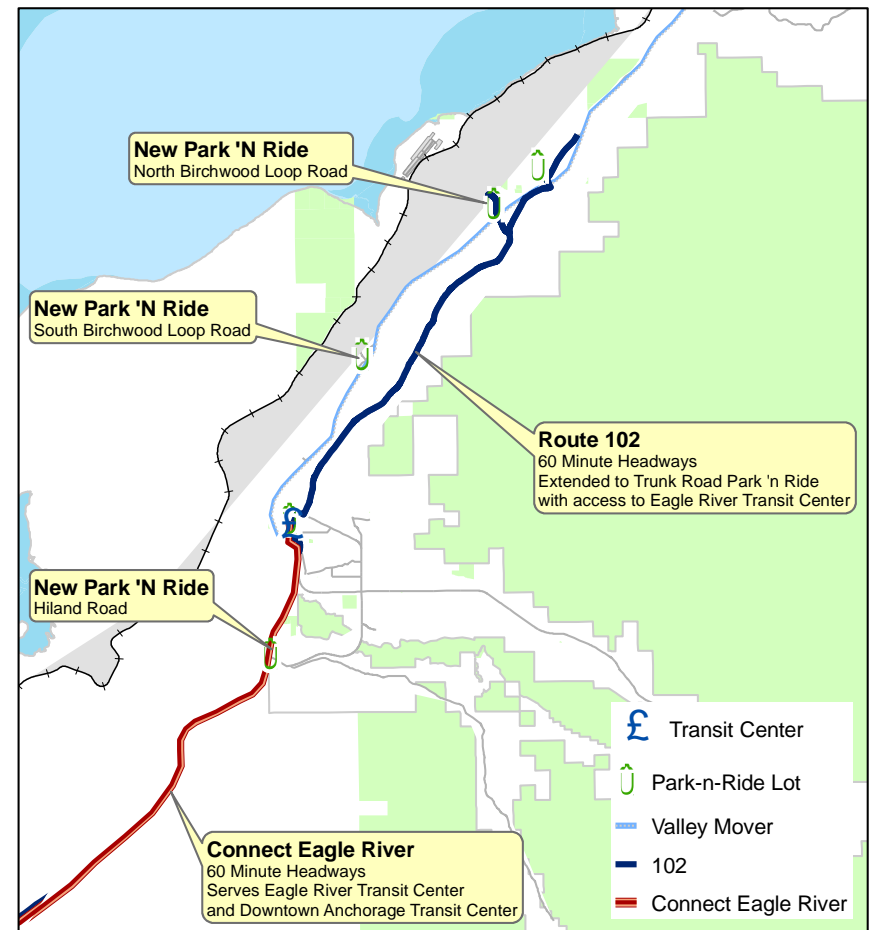 New Park 'N Ride
North Birchwood Loop Road
New Park 'N Ride
South Birchwood Loop Road
Route 102
60 Minute Headways
Extended to Trunk Road Park 'n Ride
with access to Eagle River Transit Center
New Park 'N Ride
Hiland Road
Connect Eagle River
60 Minute Headways
Serves Eagle River Transit Center
and Downtown Anchorage Transit Center
£ Transit Center
Park-n-Ride Lot
Valley Mover
102
Connect Eagle River